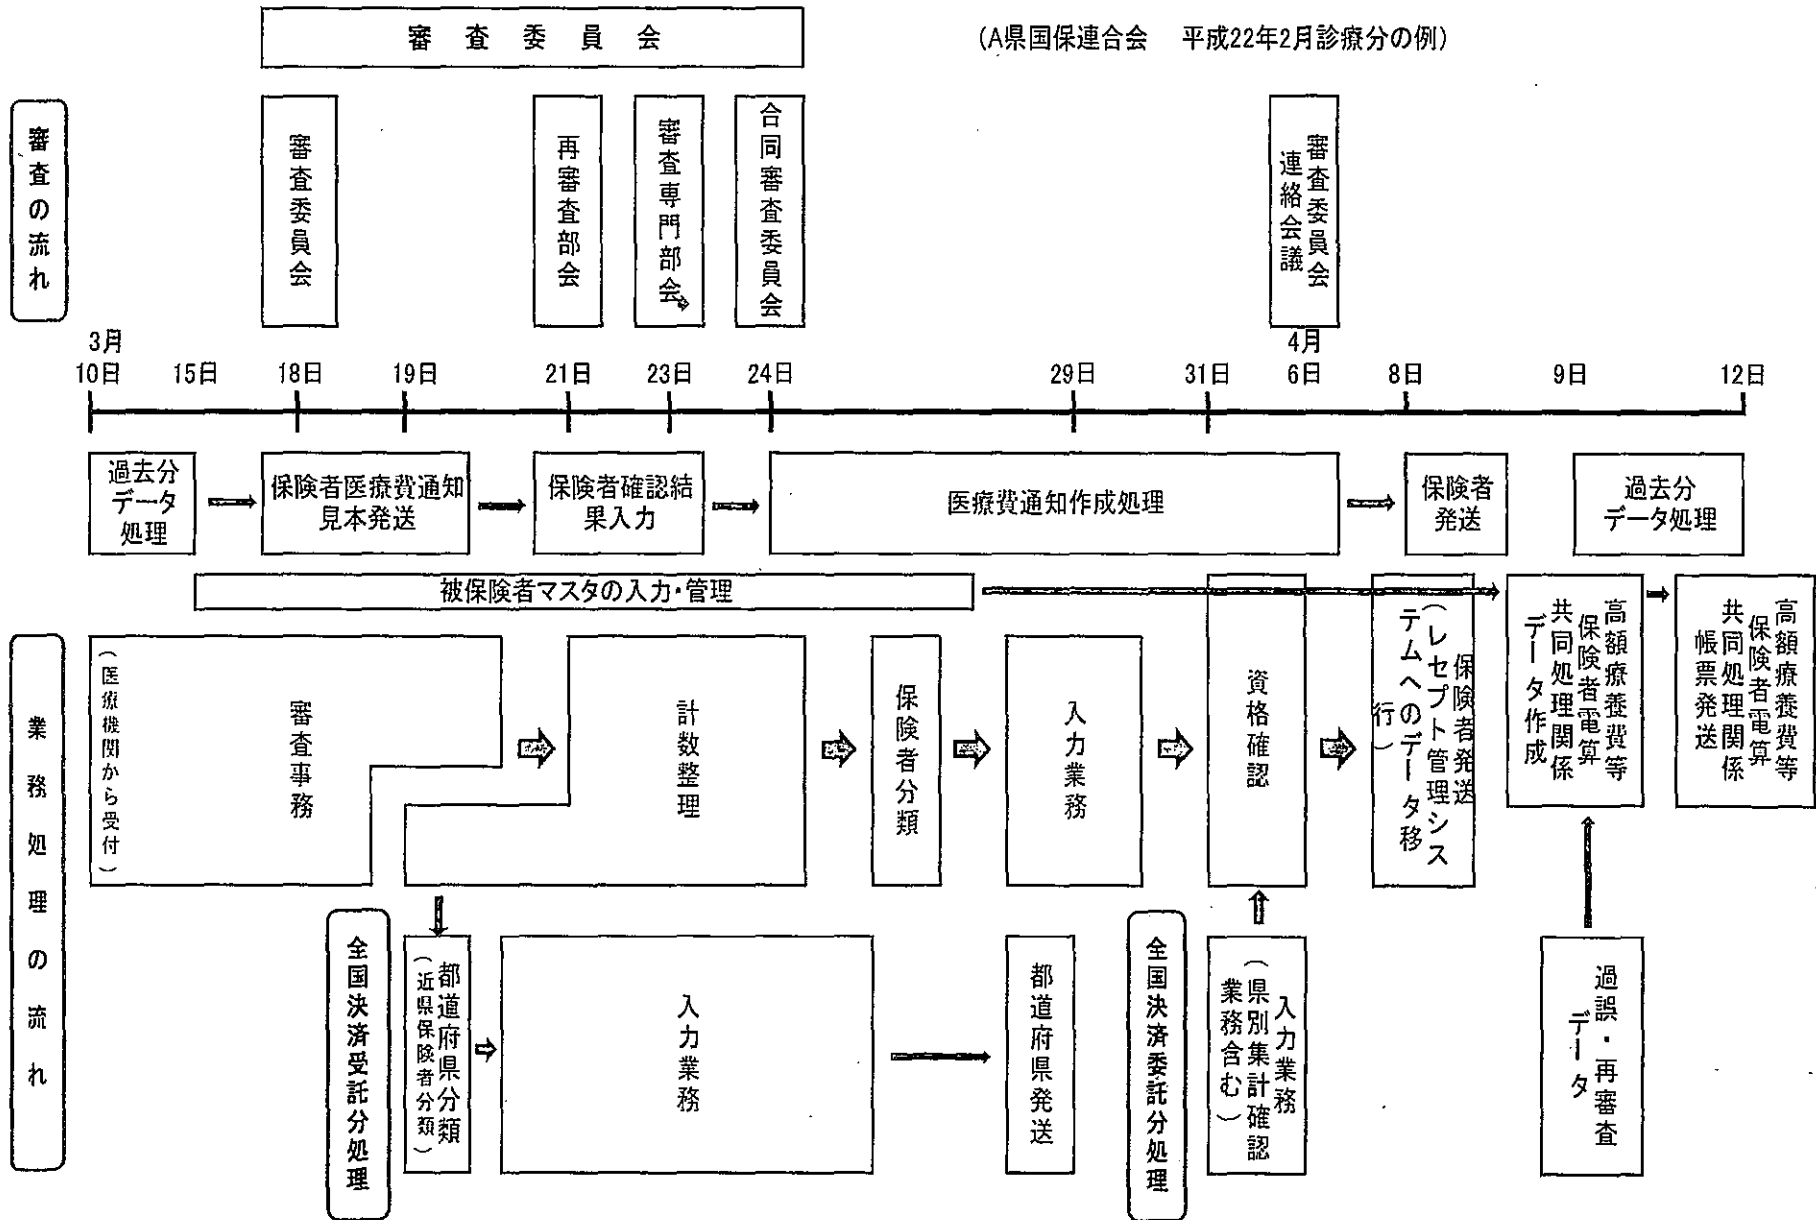 審査委員会
(A県国保連合会　平成22年2月診療分の例)
審査の流れ
審査委員会
再審査部会
審査専門部会
合同審査委員会
審査委員会
連絡会議
3月
4月
10日
15日
18日
19日
21日
23日
24日
29日
31日
6日
8日
9日
12日
過去分
データ
処理
保険者医療費通知
見本発送
保険者確認結
果入力
医療費通知作成処理
保険者
発送
過去分
データ処理
被保険者マスタの入力・管理
業務処理の流れ
(医療機関から受付)
審査事務
計数整理
保険者分類
入力業務
資格確認
保険者発送
(レセプト管理シス
テムへのデータ移
行)
高額療養費等
保険者電算
共同処理関係
データ作成
高額療養費等
保険者電算
共同処理関係
帳票発送
全国決済受託分処理
都道府県分類
(近県保険者分類)
入力業務
都道府県発送
全国決済委託分処理
入力業務
(県別集計確認
業務含む)
過誤・再審査
データ